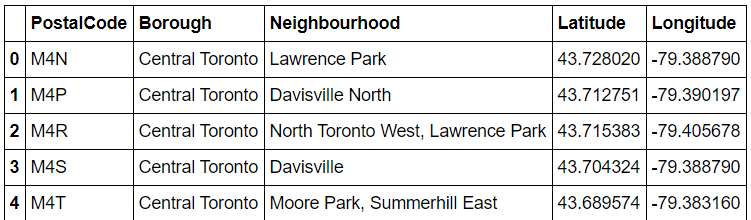 PostalCode Borough Neighbourhood Latitude Longitude
0 M4N Central Toronto Lawrence Park 43.728020 -79.388790
1 M4P Central Toronto Davisville North 43.712751 -79.390197
2 M4R Central Toronto North Toronto West, Lawrence Park 43.715383 -79.405678
3 M4S Central Toronto Davisville 43.704324 -79.388790
4 M4T Central Toronto Moore Park, Summerhill East 43.689574 -79.383160